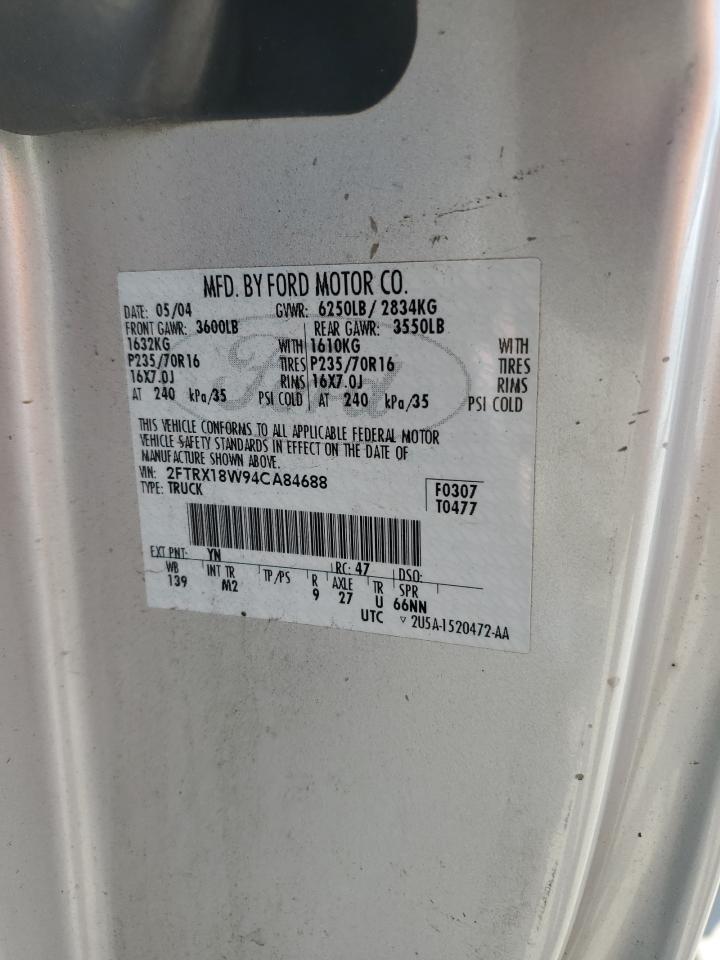 MFD. BY FORD MOTOR CO.
DATE: 05/04 GVWR: 6250LB/ 2834KG
FRONT GAWR: 3600LB REAR GAWR: 3550LB
1632KG WITH 1610KG WITH
P235/70R16 TIRES P235/70R16 TIRES
16X7.0J RIMS 16X7.0J RIMS
AT 240 kPa/35 PSI COLD AT 240 kPa/35 PSI COLD
Ford
THIS VEHICLE CONFORMS TO ALL APPLICABLE FEDERAL MOTOR
VEHICLE SAFETY STANDARDS IN EFFECT ON THE DATE OF
MANUFACTURE SHOWN ABOVE.
VIN: 2FTRX18W94CA84688
TYPE: TRUCK
F0307
T0477
EXT PNT: YN RC: 47 DSO:
WB INT TR TP/PS R AXLE TR SPR
139 M2 9 27 U 66NN
UTC ▽ 2U5A-1520472-AA